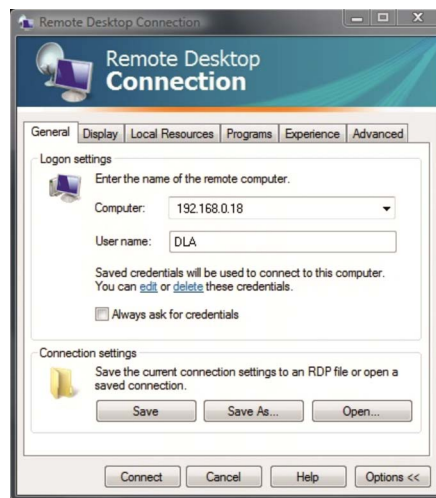 Remote Desktop Connection
Remote Desktop
Connection
General Display Local Resources Programs Experience Advanced
Logon settings
Enter the name of the remote computer.
Computer: 192.168.0.18
User name: DLA
Saved credentials will be used to connect to this computer.
You can edit or delete these credentials.
Always ask for credentials
Connection settings
Save the current connection settings to an RDP file or open a
saved connection.
Save Save As... Open...
Connect Cancel Help Options <<